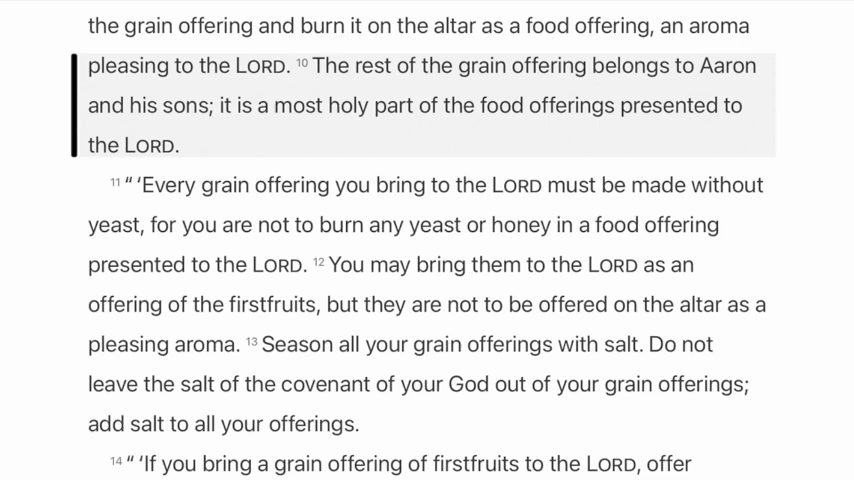 the grain offering and burn it on the altar as a food offering, an aroma
pleasing to the LORD. 10 The rest of the grain offering belongs to Aaron
and his sons; it is a most holy part of the food offerings presented to
the LORD.
11 “ ‘Every grain offering you bring to the LORD must be made without
yeast, for you are not to burn any yeast or honey in a food offering
presented to the LORD. 12 You may bring them to the LORD as an
offering of the firstfruits, but they are not to be offered on the altar as a
pleasing aroma. 13 Season all your grain offerings with salt. Do not
leave the salt of the covenant of your God out of your grain offerings;
add salt to all your offerings.
14 “ ‘If you bring a grain offering of firstfruits to the LORD, offer